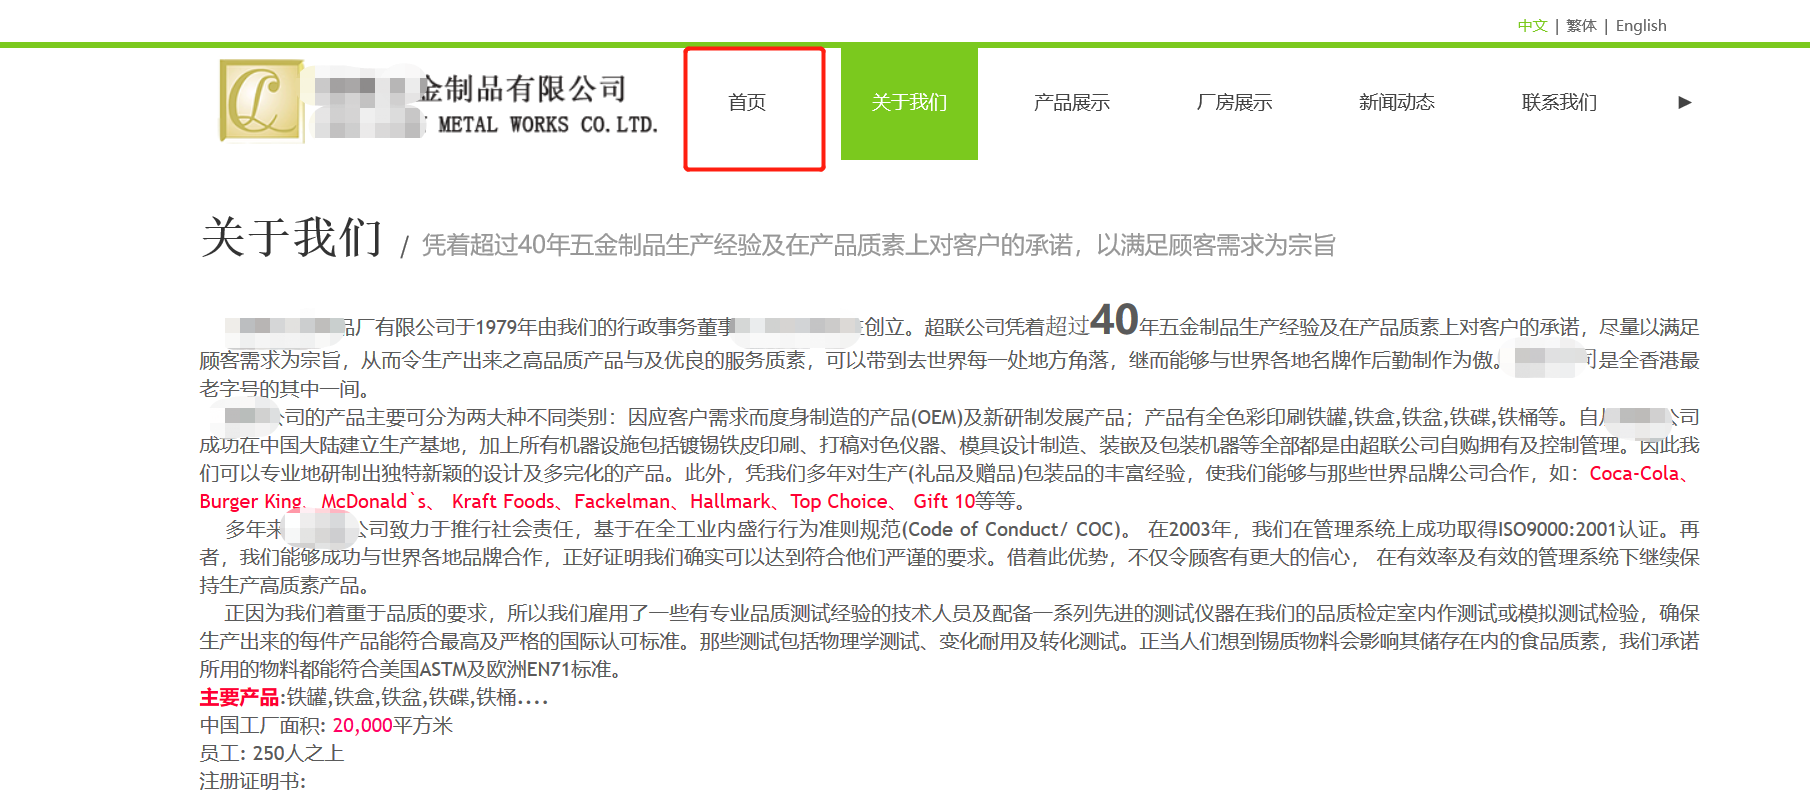 中文 | 繁体 | English
金制品有限公司
METAL WORKS CO.LTD.
首页
关于我们
产品展示
厂房展示
新闻动态
联系我们
关于我们 / 凭着超过40年五金制品生产经验及在产品质素上对客户的承诺，以满足顾客需求为宗旨
品厂有限公司于1979年由我们的行政事务董事 创立。超联公司凭着超过40年五金制品生产经验及在产品质素上对客户的承诺，尽量以满足
顾客需求为宗旨，从而令生产出来之高品质产品与及优良的服务质素，可以带到去世界每一处地方角落，继而能够与世界各地名牌作后勤制作为傲。 司是全香港最
老字号的其中一间。
公司的产品主要可分为两大种不同类别：因应客户需求而度身制造的产品(OEM)及新研制发展产品；产品有全色彩印刷铁罐,铁盒,铁盆,铁碟,铁桶等。自从 公司
成功在中国大陆建立生产基地，加上所有机器设施包括镀锡铁皮印刷、打稿对色仪器、模具设计制造、装嵌及包装机器等全部都是由超联公司自购拥有及控制管理。因此我
们可以专业地研制出独特新颖的设计及多完化的产品。此外，凭我们多年对生产(礼品及赠品)包装品的丰富经验，使我们能够与那些世界品牌公司合作，如：Coca-Cola、
Burger King、McDonald`s、 Kraft Foods、Fackelman、Hallmark、Top Choice、 Gift 10等等。
多年来 公司致力于推行社会责任，基于在全工业内盛行行为准则规范(Code of Conduct/ COC)。 在2003年，我们在管理系统上成功取得ISO9000:2001认证。再
者，我们能够成功与世界各地品牌合作，正好证明我们确实可以达到符合他们严谨的要求。借着此优势，不仅令顾客有更大的信心， 在有效率及有效的管理系统下继续保
持生产高质素产品。
正因为我们着重于品质的要求，所以我们雇用了一些有专业品质测试经验的技术人员及配备一系列先进的测试仪器在我们的品质检定室内作测试或模拟测试检验，确保
生产出来的每件产品能符合最高及严格的国际认可标准。那些测试包括物理学测试、变化耐用及转化测试。正当人们想到锡质物料会影响其储存在内的食品质素，我们承诺
所用的物料都能符合美国ASTM及欧洲EN71标准。
主要产品:铁罐,铁盒,铁盆,铁碟,铁桶....
中国工厂面积: 20,000平方米
员工: 250人之上
注册证明书: